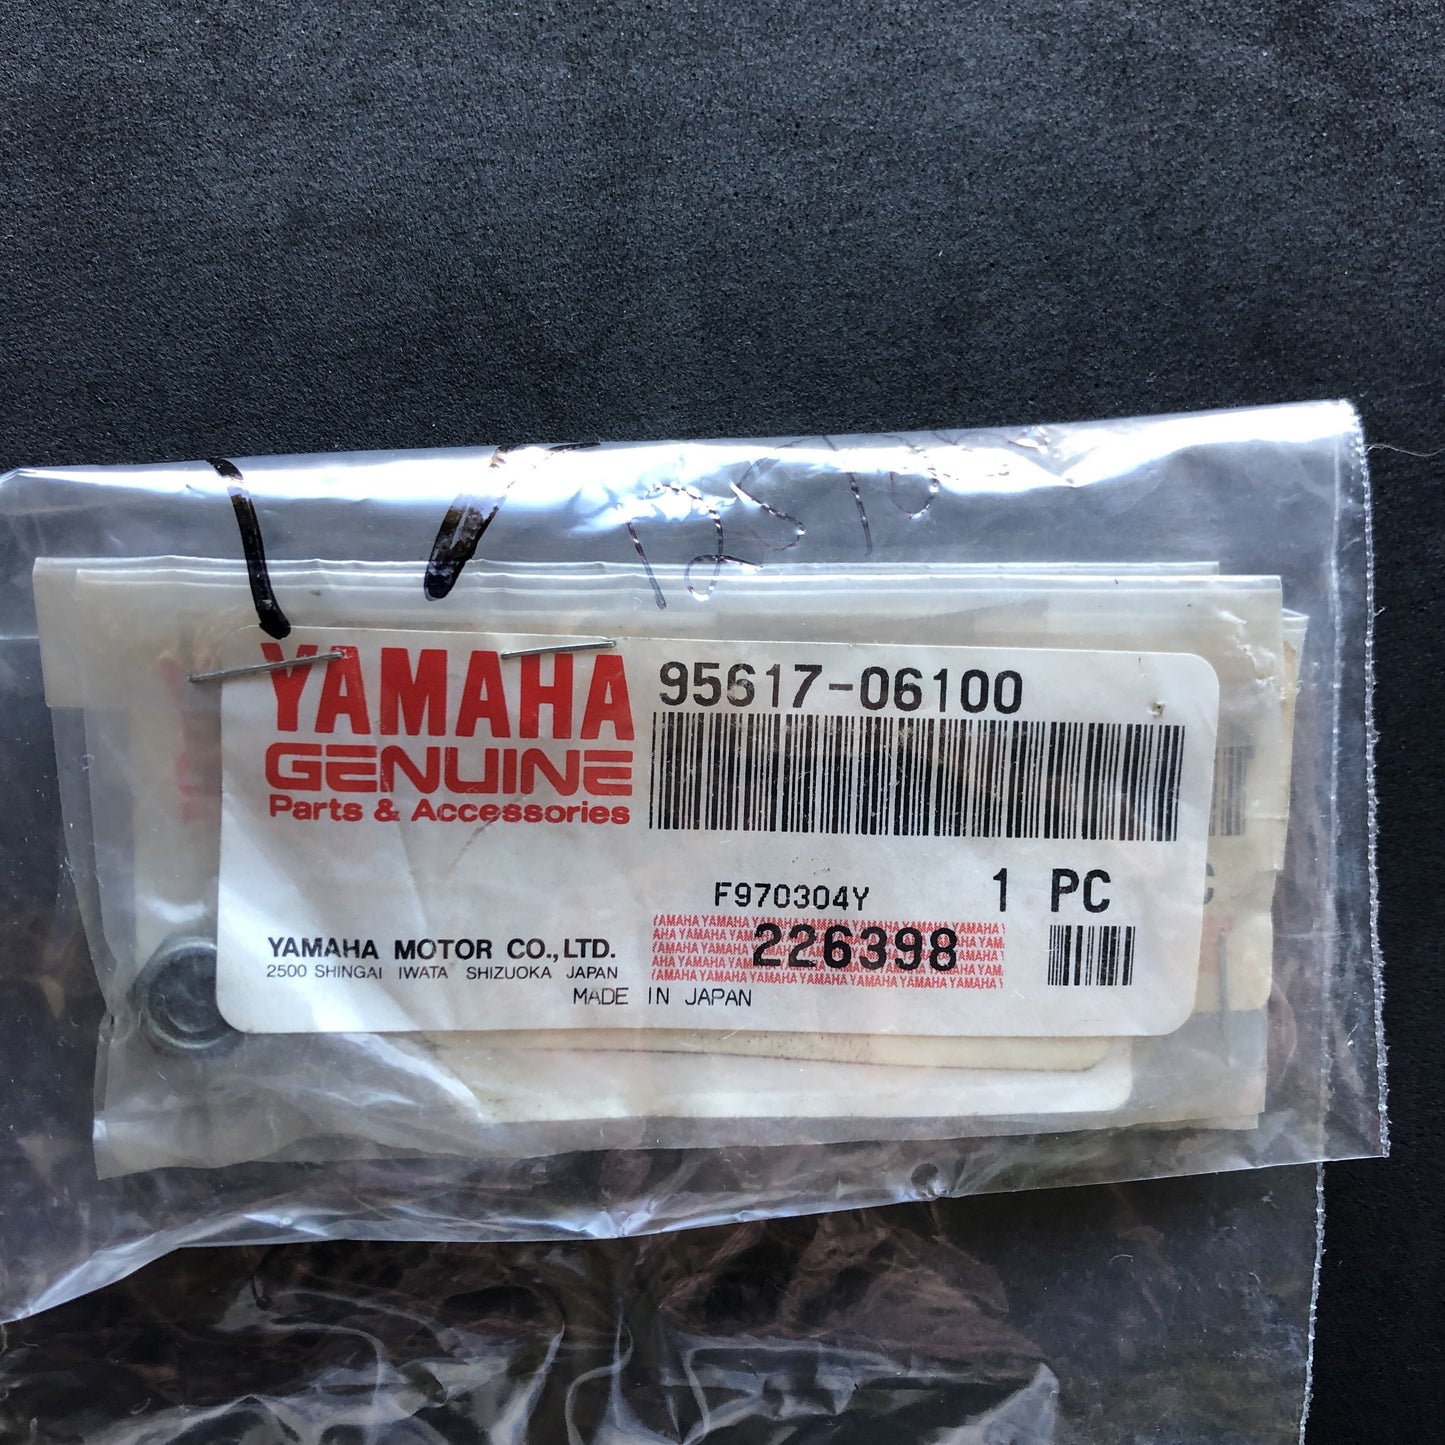 YAMAHA
GENUINE
Parts & Accessories
95617-06100
F970304Y
1 PC
226398
YAMAHA MOTOR CO.,LTD.
2500 SHINGAI IWATA SHIZUOKA JAPAN
MADE IN JAPAN